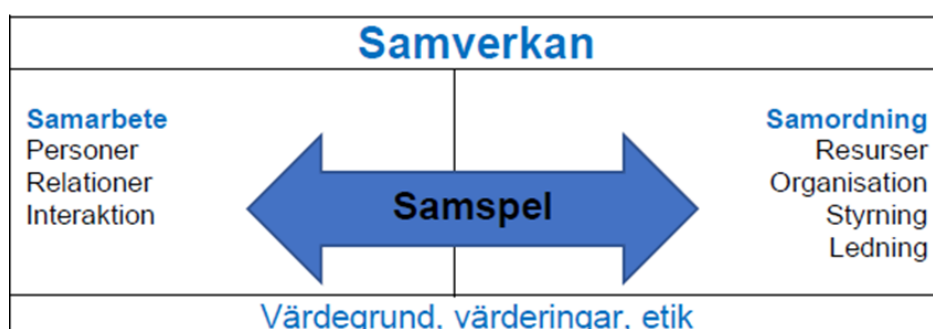 Samverkan
Samarbete
Personer
Relationer
Interaktion
Samspel
Samordning
Resurser
Organisation
Styrning
Ledning
Värdegrund, värderingar, etik